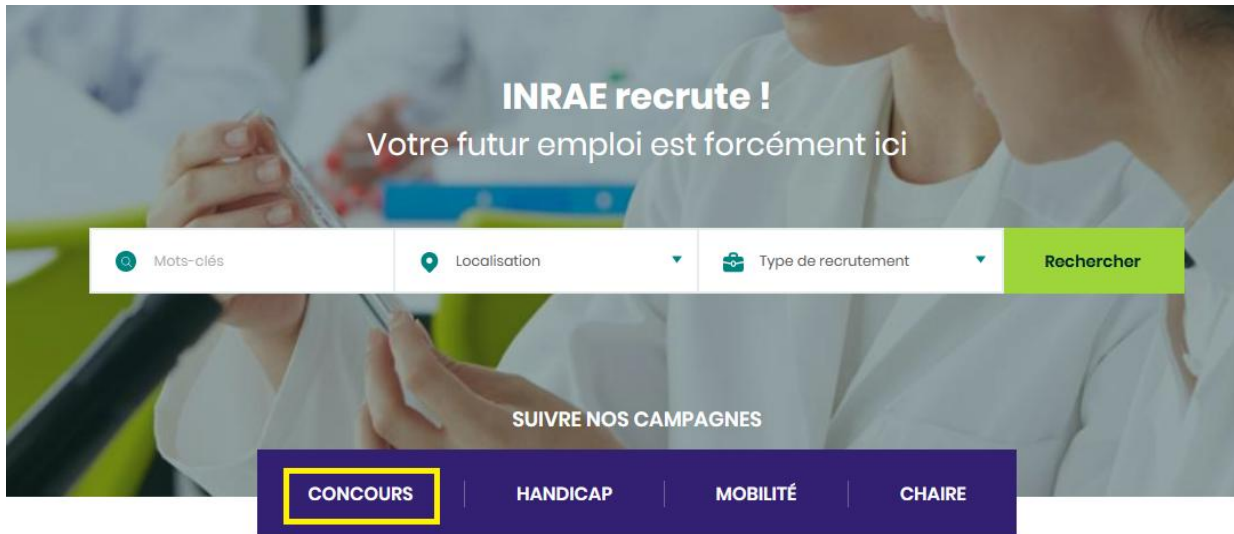 INRAE recrute !
Votre futur emploi est forcément ici
Mots-clés Localisation Type de recrutement Rechercher
SUIVRE NOS CAMPAGNES
CONCOURS HANDICAP MOBILITÉ CHAIRE